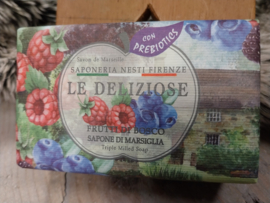 CON
PREBIOTICS
Savon de Marseille
SAPONERIA NESTI FIRENZE
LE DELIZIOSE
FRUTTI DI BOSCO
SAPONE DI MARSIGLIA
Triple Milled Soap